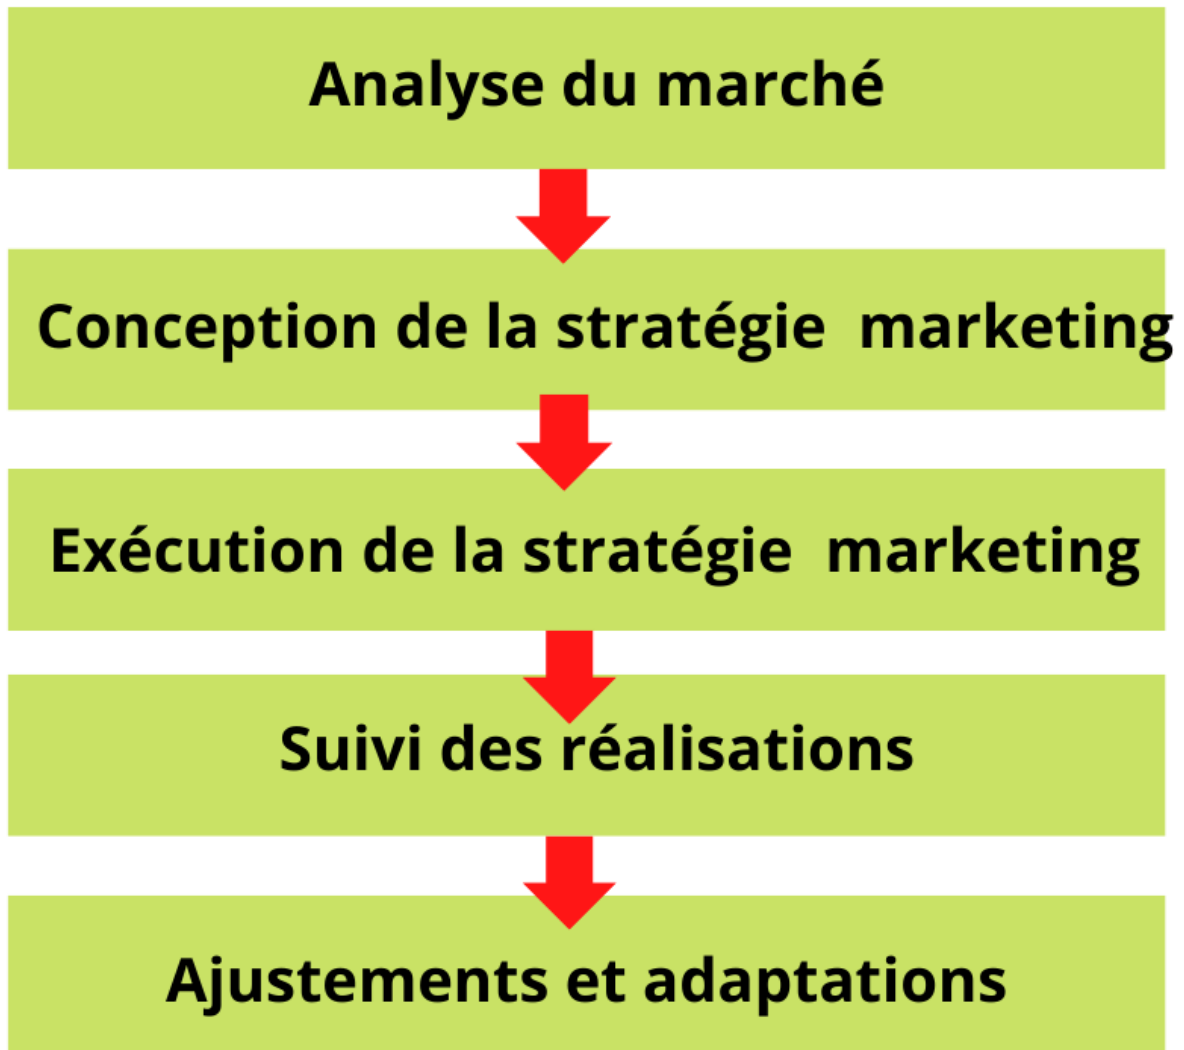 Analyse du marché
Conception de la stratégie  marketing
Exécution de la stratégie  marketing
Suivi des réalisations
Ajustements et adaptations